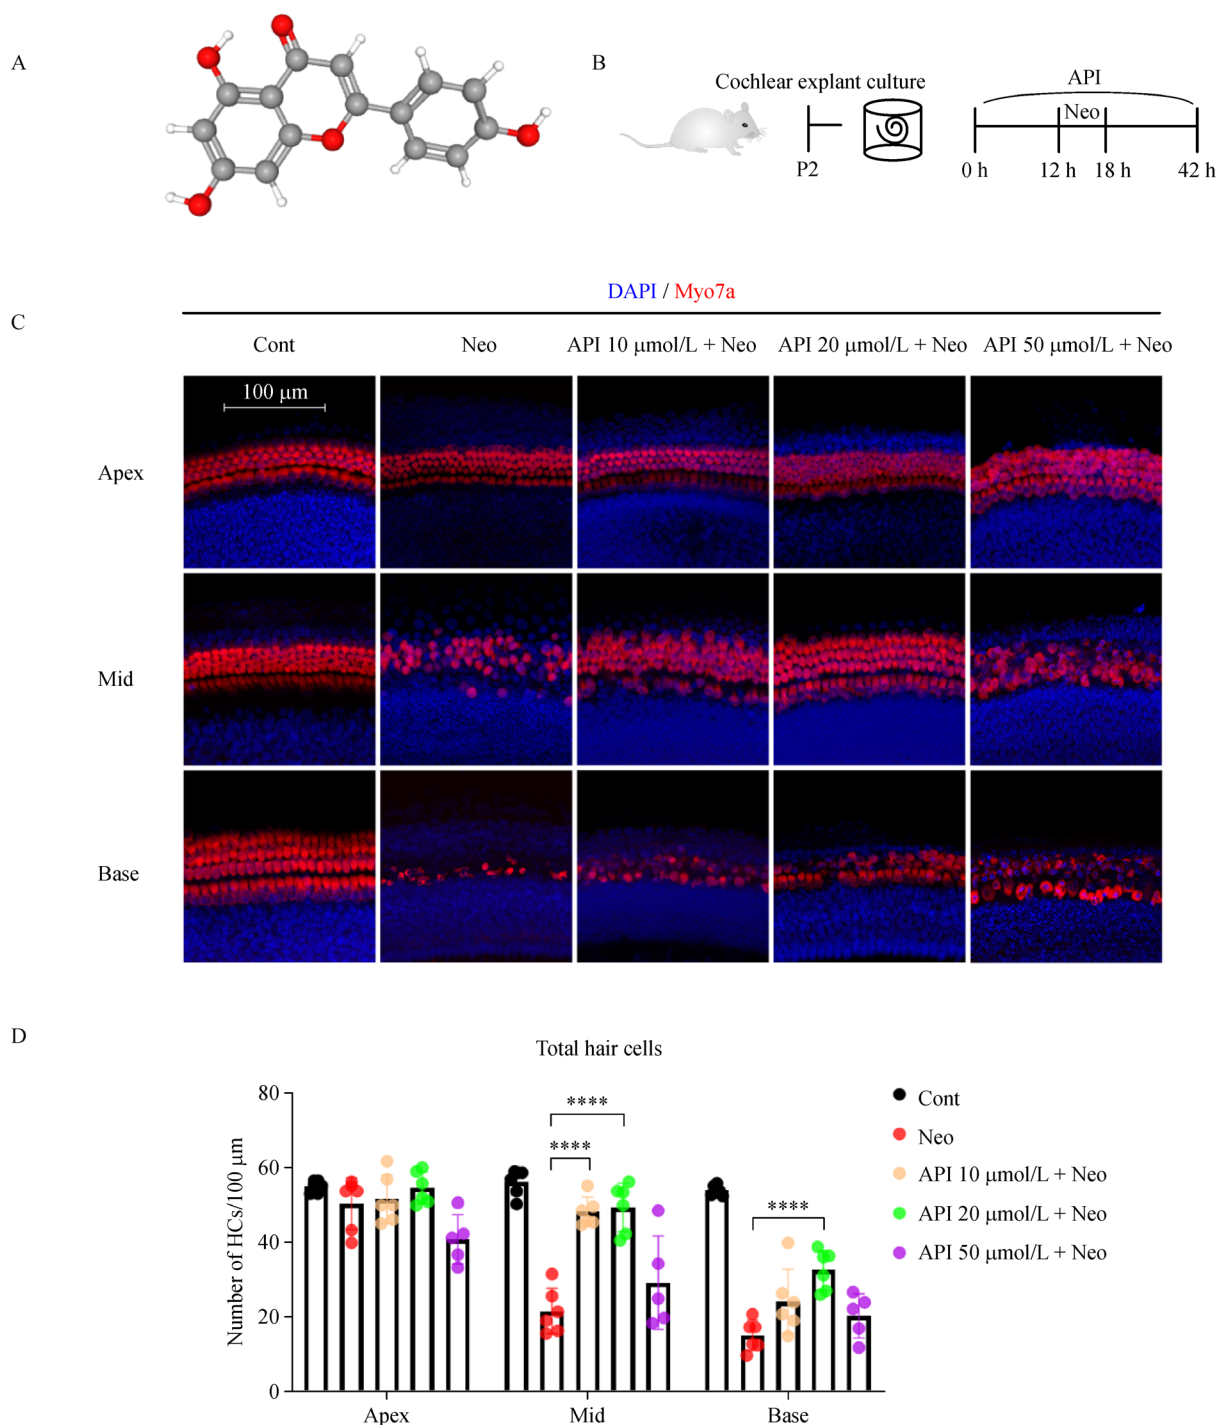 A
B
Cochlear explant culture
API
Neo
P2
0 h
12 h
18 h
42 h
DAPI / Myo7a
C
Cont
Neo
API 10 μmol/L + Neo
API 20 μmol/L + Neo
API 50 μmol/L + Neo
100 μm
Apex
Mid
Base
D
Total hair cells
Number of HCs/100 μm
80
60
40
20
0
****
****
****
Apex
Mid
Base
Cont
Neo
API 10 μmol/L + Neo
API 20 μmol/L + Neo
API 50 μmol/L + Neo